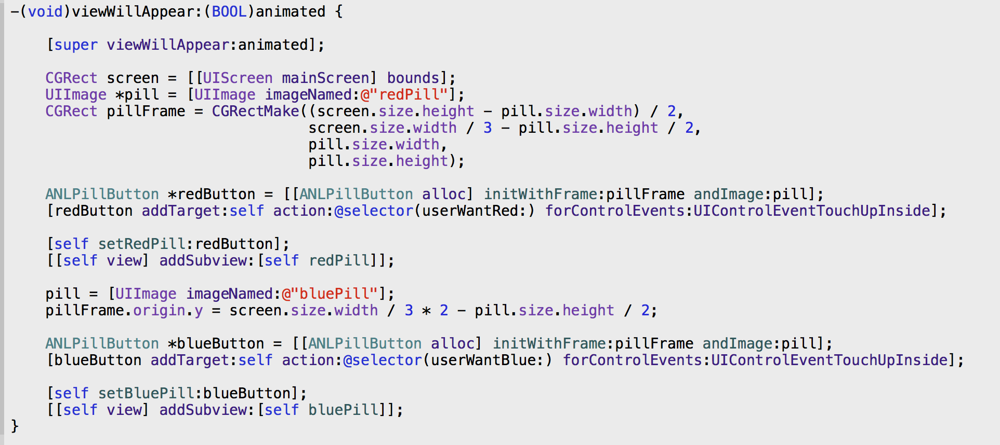 -(void)viewWillAppear:(BOOL)animated {
[super viewWillAppear:animated];
CGRect screen = [[UIScreen mainScreen] bounds];
UIImage *pill = [UIImage imageNamed:@"redPill"];
CGRect pillFrame = CGRectMake((screen.size.height - pill.size.width) / 2,
screen.size.width / 3 - pill.size.height / 2,
pill.size.width,
pill.size.height);
ANLPillButton *redButton = [[ANLPillButton alloc] initWithFrame:pillFrame andImage:pill];
[redButton addTarget:self action:@selector(userWantRed:) forControlEvents:UIControlEventTouchUpInside];
[self setRedPill:redButton];
[[self view] addSubview:[self redPill]];
pill = [UIImage imageNamed:@"bluePill"];
pillFrame.origin.y = screen.size.width / 3 * 2 - pill.size.height / 2;
ANLPillButton *blueButton = [[ANLPillButton alloc] initWithFrame:pillFrame andImage:pill];
[blueButton addTarget:self action:@selector(userWantBlue:) forControlEvents:UIControlEventTouchUpInside];
[self setBluePill:blueButton];
[[self view] addSubview:[self bluePill]];
}